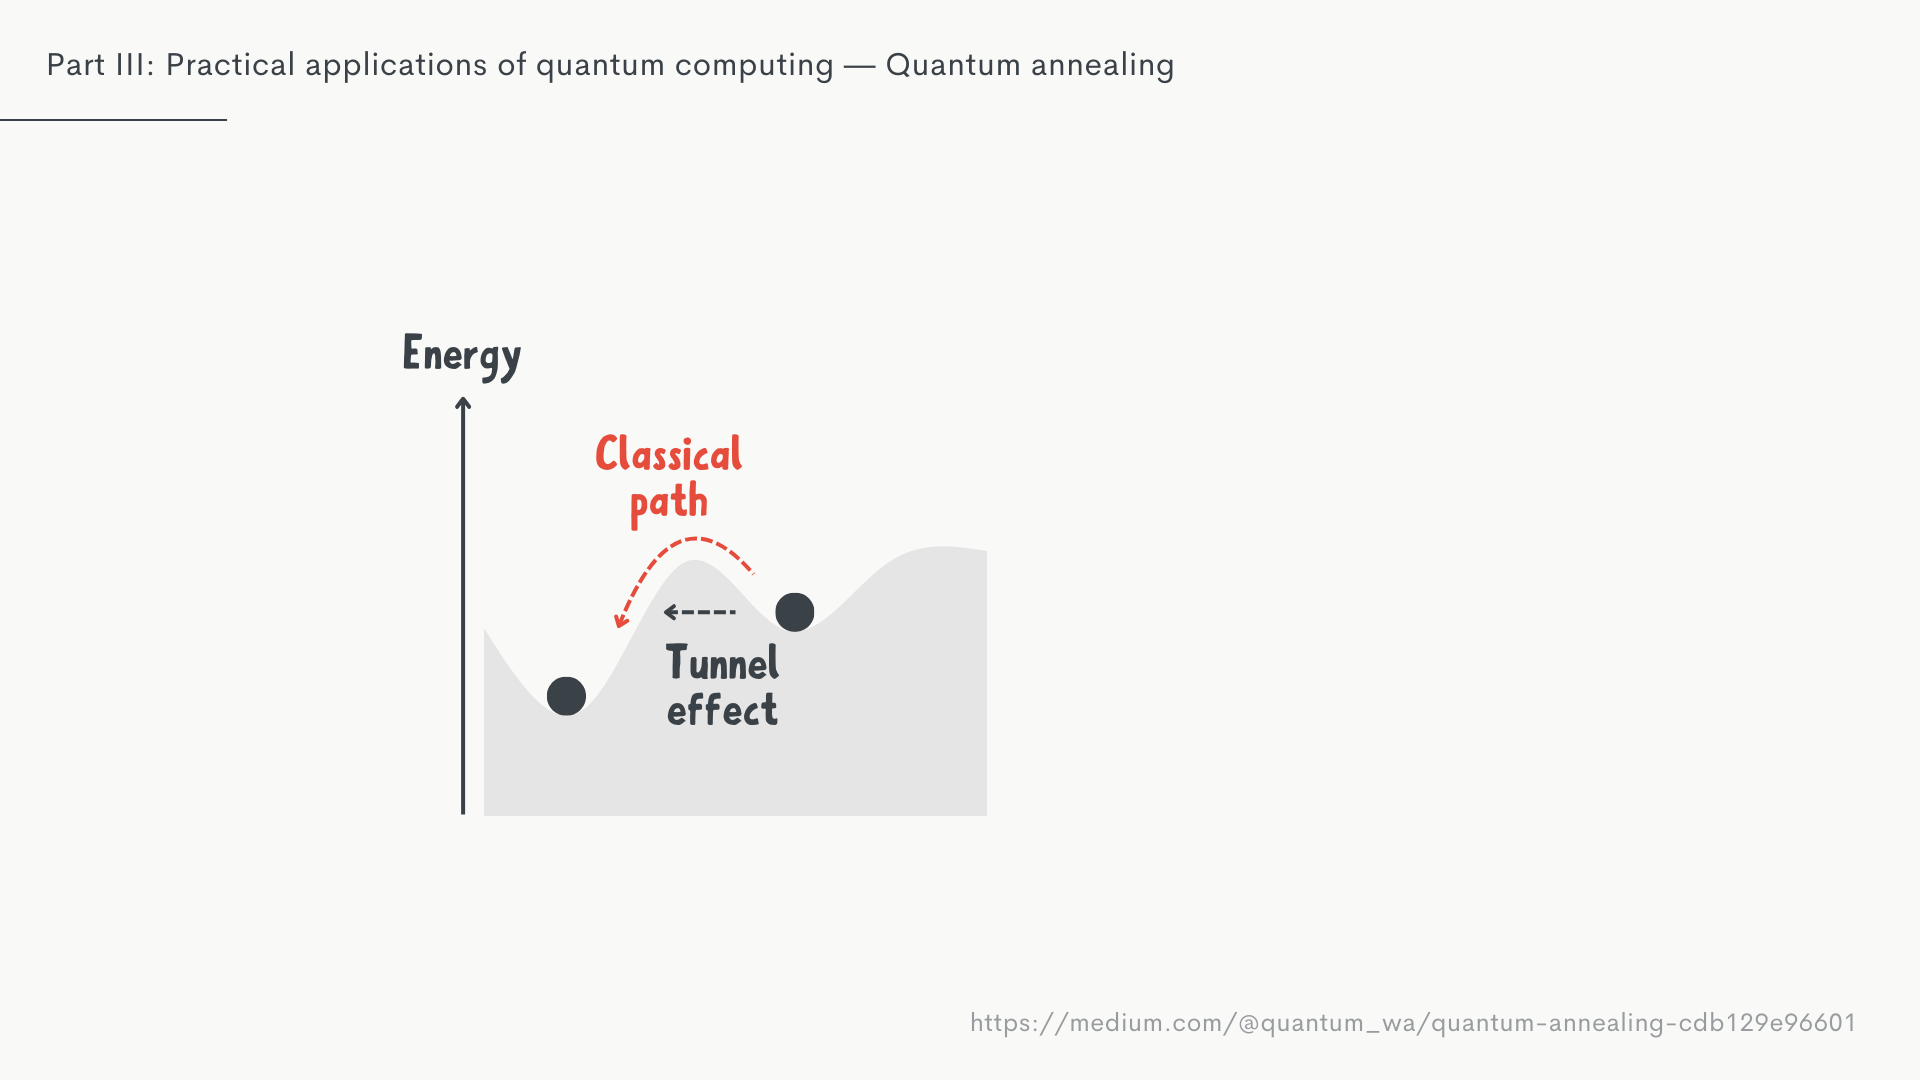 Part III: Practical applications of quantum computing — Quantum annealing
Energy
Classical
path
Tunnel
effect
https://medium.com/@quantum_wa/quantum-annealing-cdb129e96601